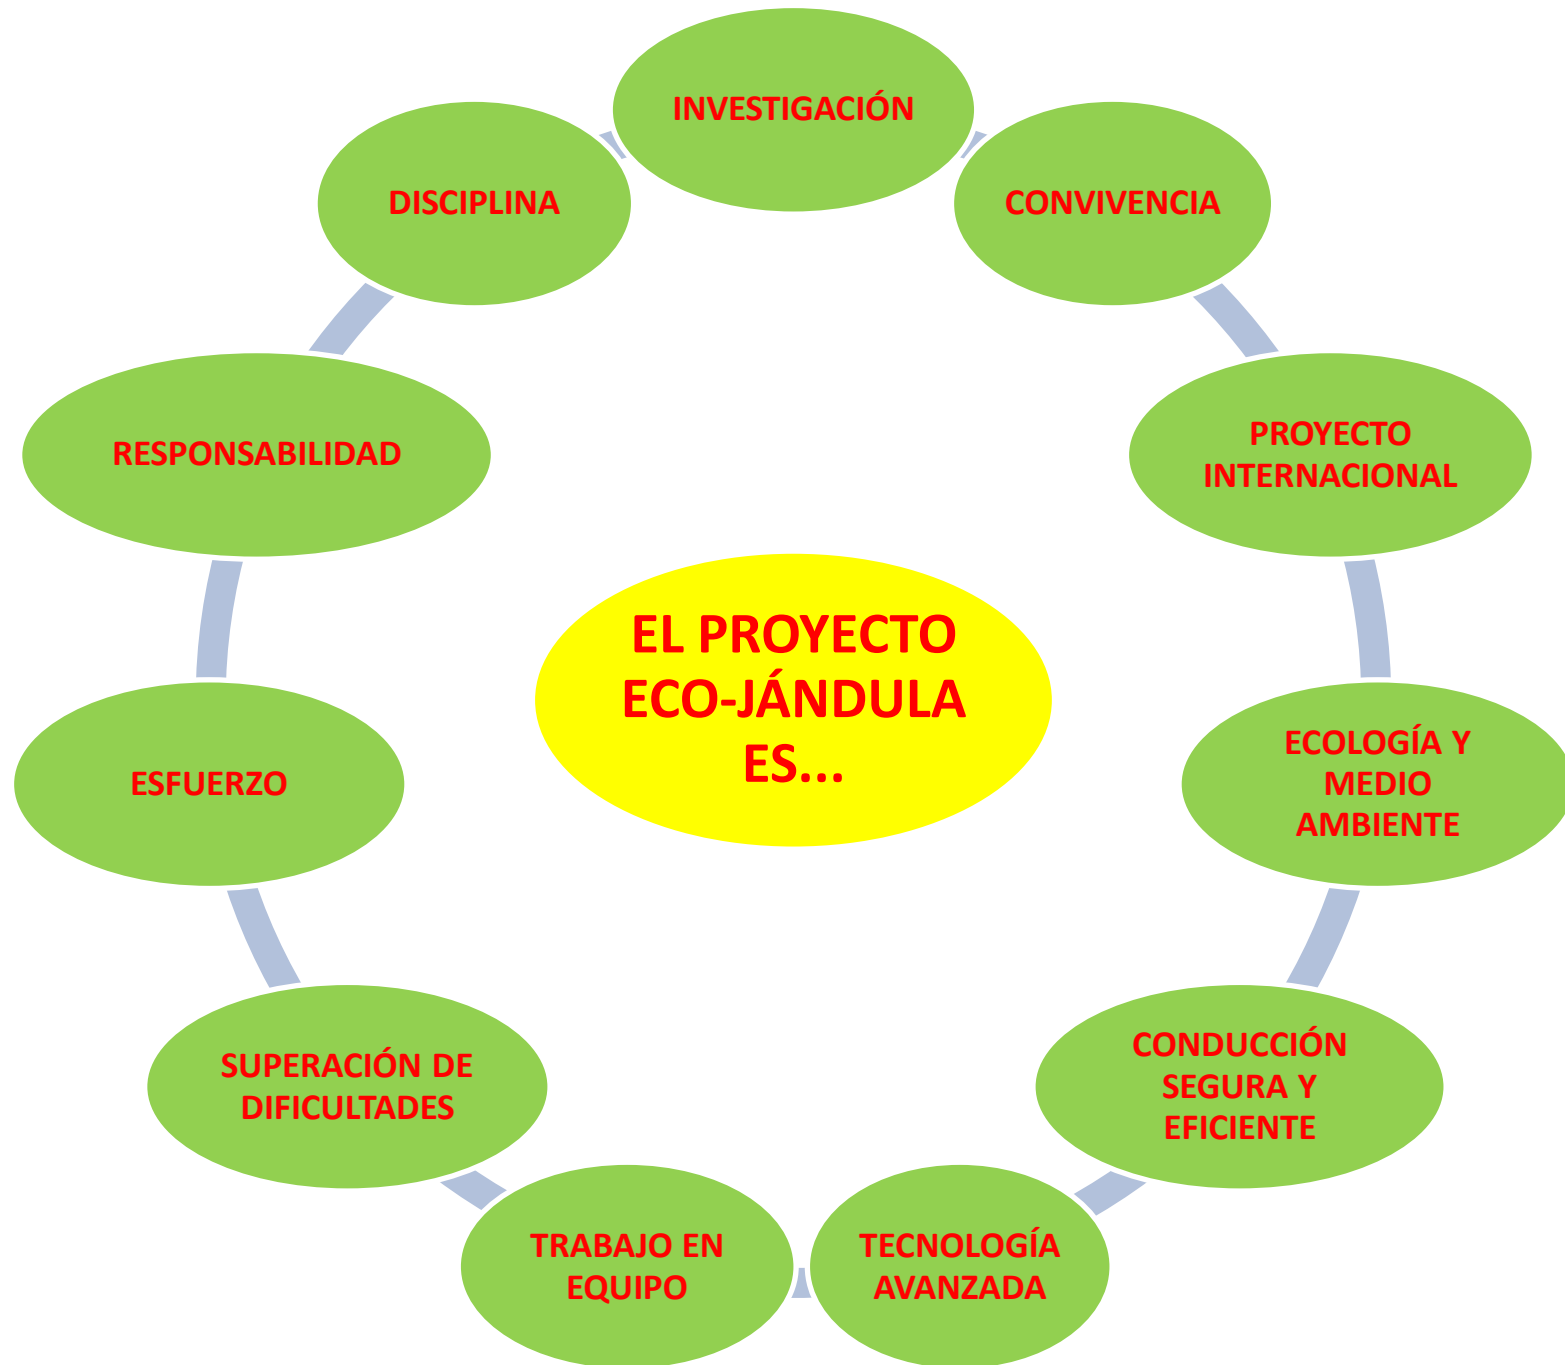 INVESTIGACIÓN
CONVIVENCIA
PROYECTO
INTERNACIONAL
ECOLOGÍA Y
MEDIO
AMBIENTE
CONDUCCIÓN
SEGURA Y
EFICIENTE
TECNOLOGÍA
AVANZADA
TRABAJO EN
EQUIPO
SUPERACIÓN DE
DIFICULTADES
ESFUERZO
RESPONSABILIDAD
DISCIPLINA
EL PROYECTO
ECO-JÁNDULA
ES...